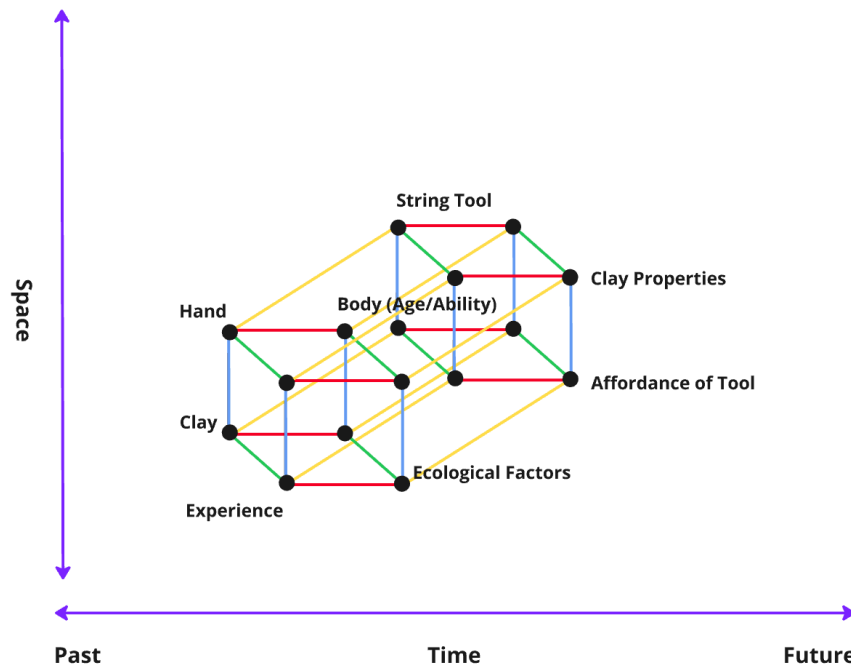 String Tool
Clay Properties
Space
Hand
Body (Age/Ability)
Affordance of Tool
Clay
Ecological Factors
Experience
Past
Time
Future